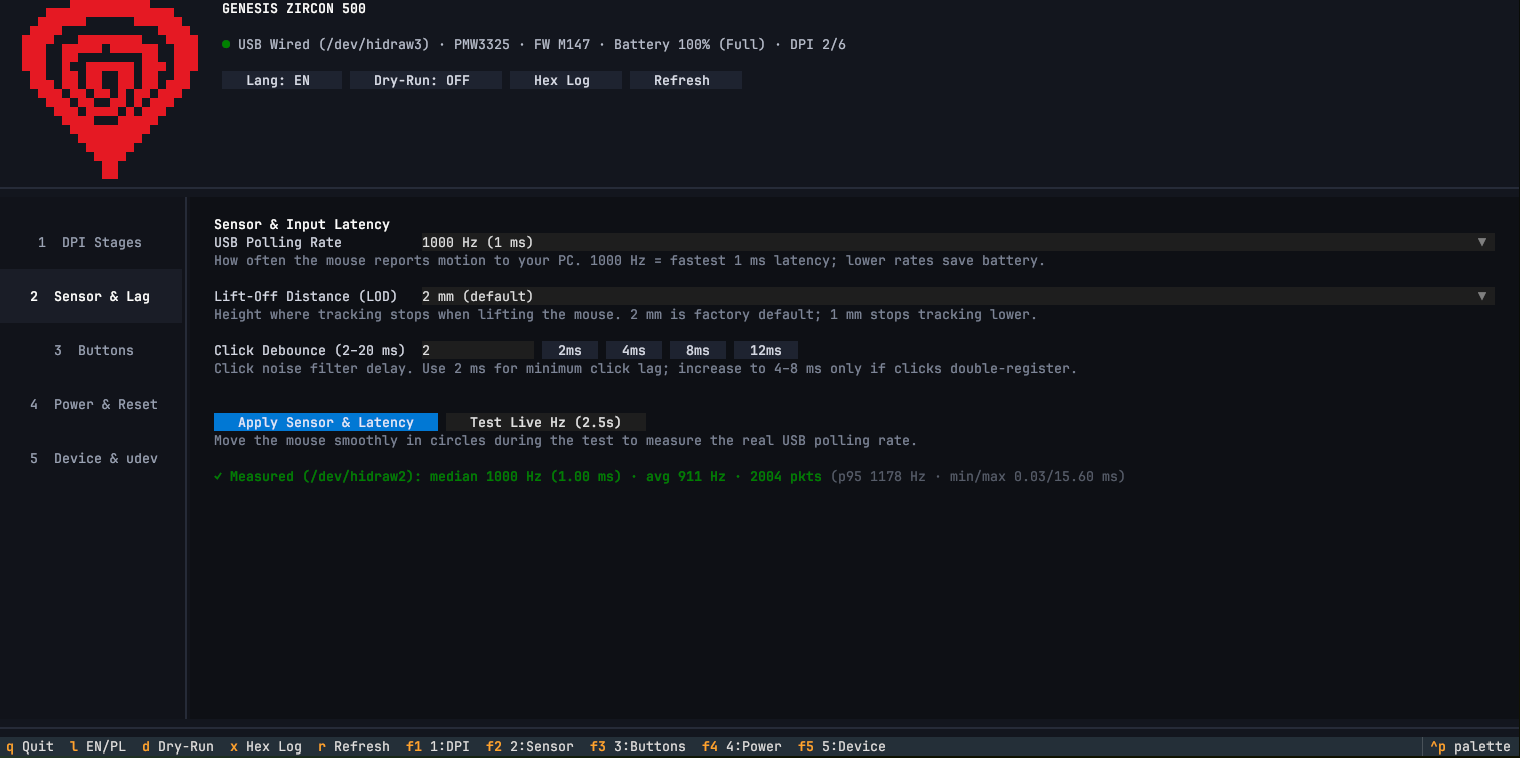 GENESIS ZIRCON 500
● USB Wired (/dev/hidraw3) · PMW3325 · FW M147 · Battery 100% (Full) · DPI 2/6
Lang: EN Dry-Run: OFF Hex Log Refresh
1 DPI Stages
2 Sensor & Lag
3 Buttons
4 Power & Reset
5 Device & udev
Sensor & Input Latency
USB Polling Rate 1000 Hz (1 ms) ▼
How often the mouse reports motion to your PC. 1000 Hz = fastest 1 ms latency; lower rates save battery.
Lift-Off Distance (LOD) 2 mm (default) ▼
Height where tracking stops when lifting the mouse. 2 mm is factory default; 1 mm stops tracking lower.
Click Debounce (2–20 ms) 2 2ms 4ms 8ms 12ms
Click noise filter delay. Use 2 ms for minimum click lag; increase to 4–8 ms only if clicks double-register.
Apply Sensor & Latency Test Live Hz (2.5s)
Move the mouse smoothly in circles during the test to measure the real USB polling rate.
✓ Measured (/dev/hidraw2): median 1000 Hz (1.00 ms) · avg 911 Hz · 2004 pkts (p95 1178 Hz · min/max 0.03/15.60 ms)
q Quit l EN/PL d Dry-Run x Hex Log r Refresh f1 1:DPI f2 2:Sensor f3 3:Buttons f4 4:Power f5 5:Device ^p palette